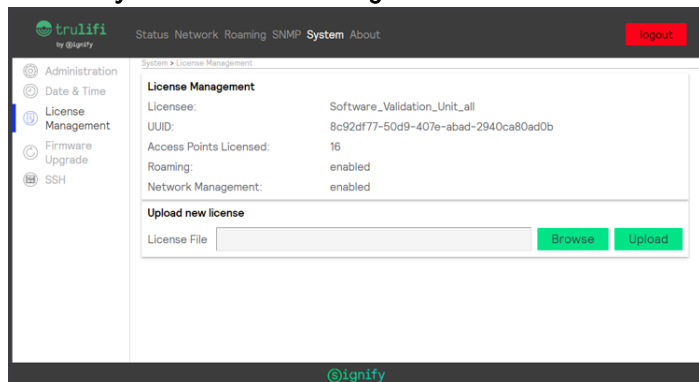 trulifi
by Signify
Status Network Roaming SNMP System About
logout
System > License Management
Administration
Date & Time
License
Management
Firmware
Upgrade
SSH
License Management
Licensee: Software_Validation_Unit_all
UUID: 8c92df77-50d9-407e-abad-2940ca80ad0b
Access Points Licensed: 16
Roaming: enabled
Network Management: enabled
Upload new license
License File Browse Upload
Signify